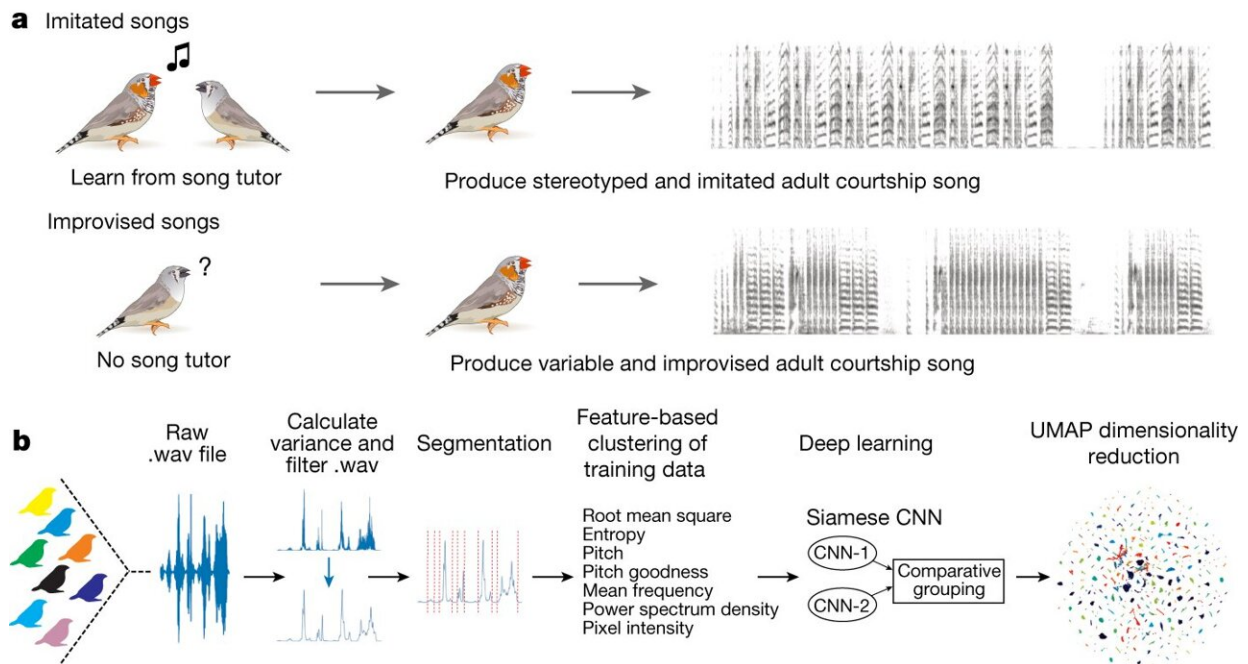 a
Imitated songs
Learn from song tutor
Produce stereotyped and imitated adult courtship song
Improvised songs
?
No song tutor
Produce variable and improvised adult courtship song
b
Raw
.wav file
Calculate
variance and
filter .wav
Segmentation
Feature-based
clustering of
training data
Root mean square
Entropy
Pitch
Pitch goodness
Mean frequency
Power spectrum density
Pixel intensity
Deep learning
Siamese CNN
CNN-1
CNN-2
Comparative
grouping
UMAP dimensionality
reduction